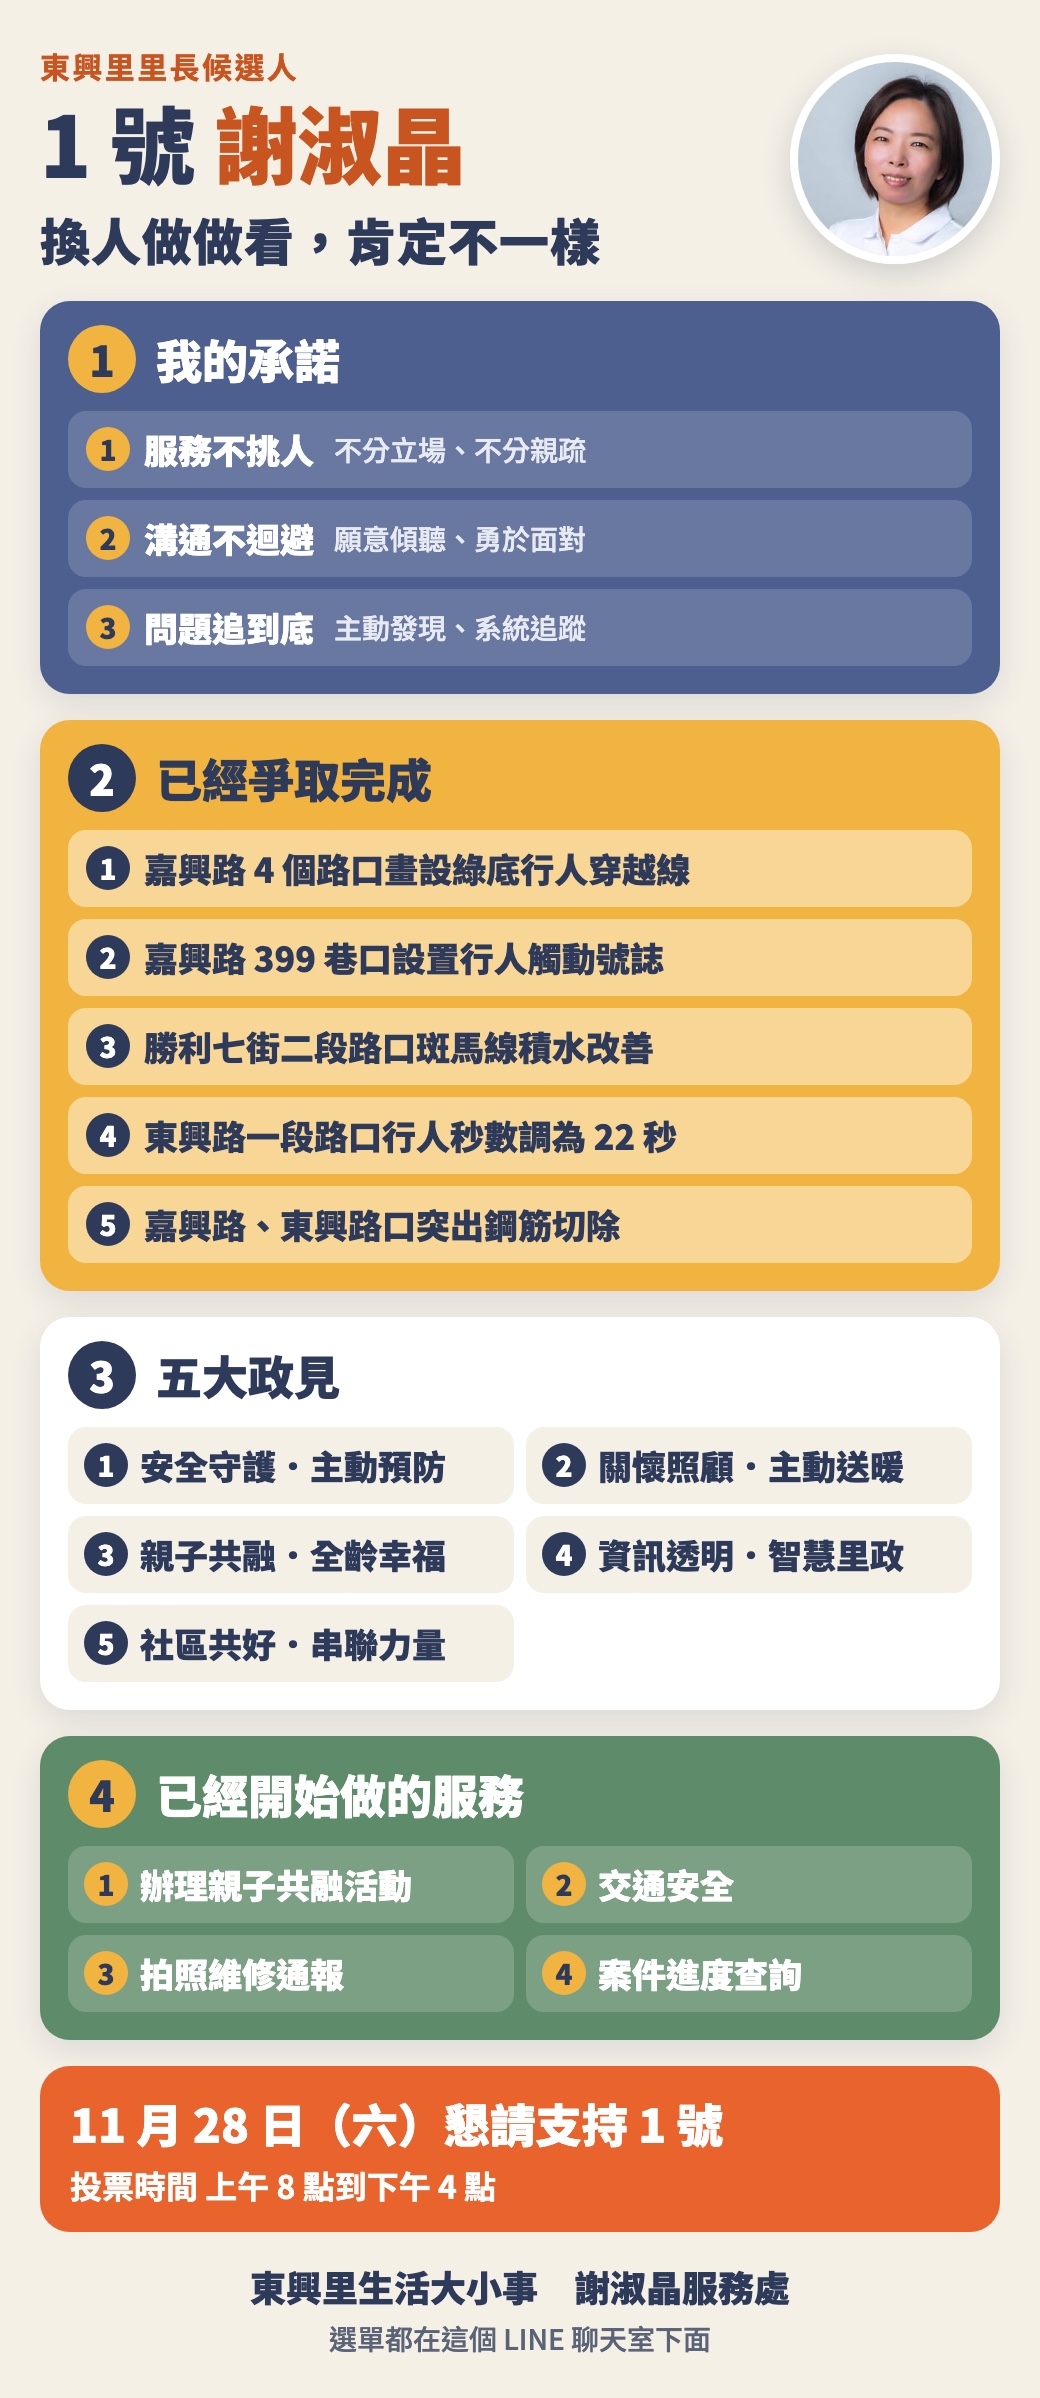 東興里里長候選人
1 號 謝淑晶
換人做做看，肯定不一樣
1 我的承諾
1 服務不挑人 不分立場、不分親疏
2 溝通不迴避 願意傾聽、勇於面對
3 問題追到底 主動發現、系統追蹤
2 已經爭取完成
1 嘉興路 4 個路口畫設綠底行人穿越線
2 嘉興路 399 巷口設置行人觸動號誌
3 勝利七街二段路口斑馬線積水改善
4 東興路一段路口行人秒數調為 22 秒
5 嘉興路、東興路口突出鋼筋切除
3 五大政見
1 安全守護・主動預防
2 關懷照顧・主動送暖
3 親子共融・全齡幸福
4 資訊透明・智慧里政
5 社區共好・串聯力量
4 已經開始做的服務
1 辦理親子共融活動
2 交通安全
3 拍照維修通報
4 案件進度查詢
11 月 28 日（六）懇請支持 1 號
投票時間 上午 8 點到下午 4 點
東興里生活大小事　謝淑晶服務處
選單都在這個 LINE 聊天室下面